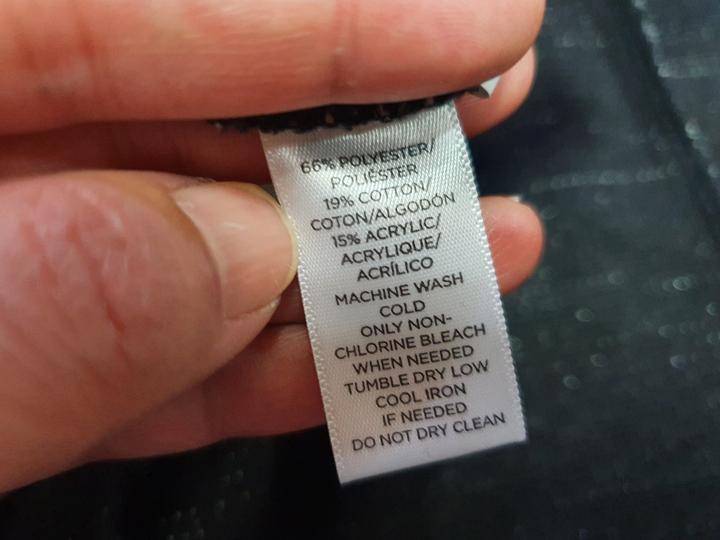 66% POLYESTER/
POLIÉSTER
19% COTTON/
COTON/ALGODÓN
15% ACRYLIC/
ACRYLIQUE/
ACRÍLICO
MACHINE WASH
COLD
ONLY NON-
CHLORINE BLEACH
WHEN NEEDED
TUMBLE DRY LOW
COOL IRON
IF NEEDED
DO NOT DRY CLEAN